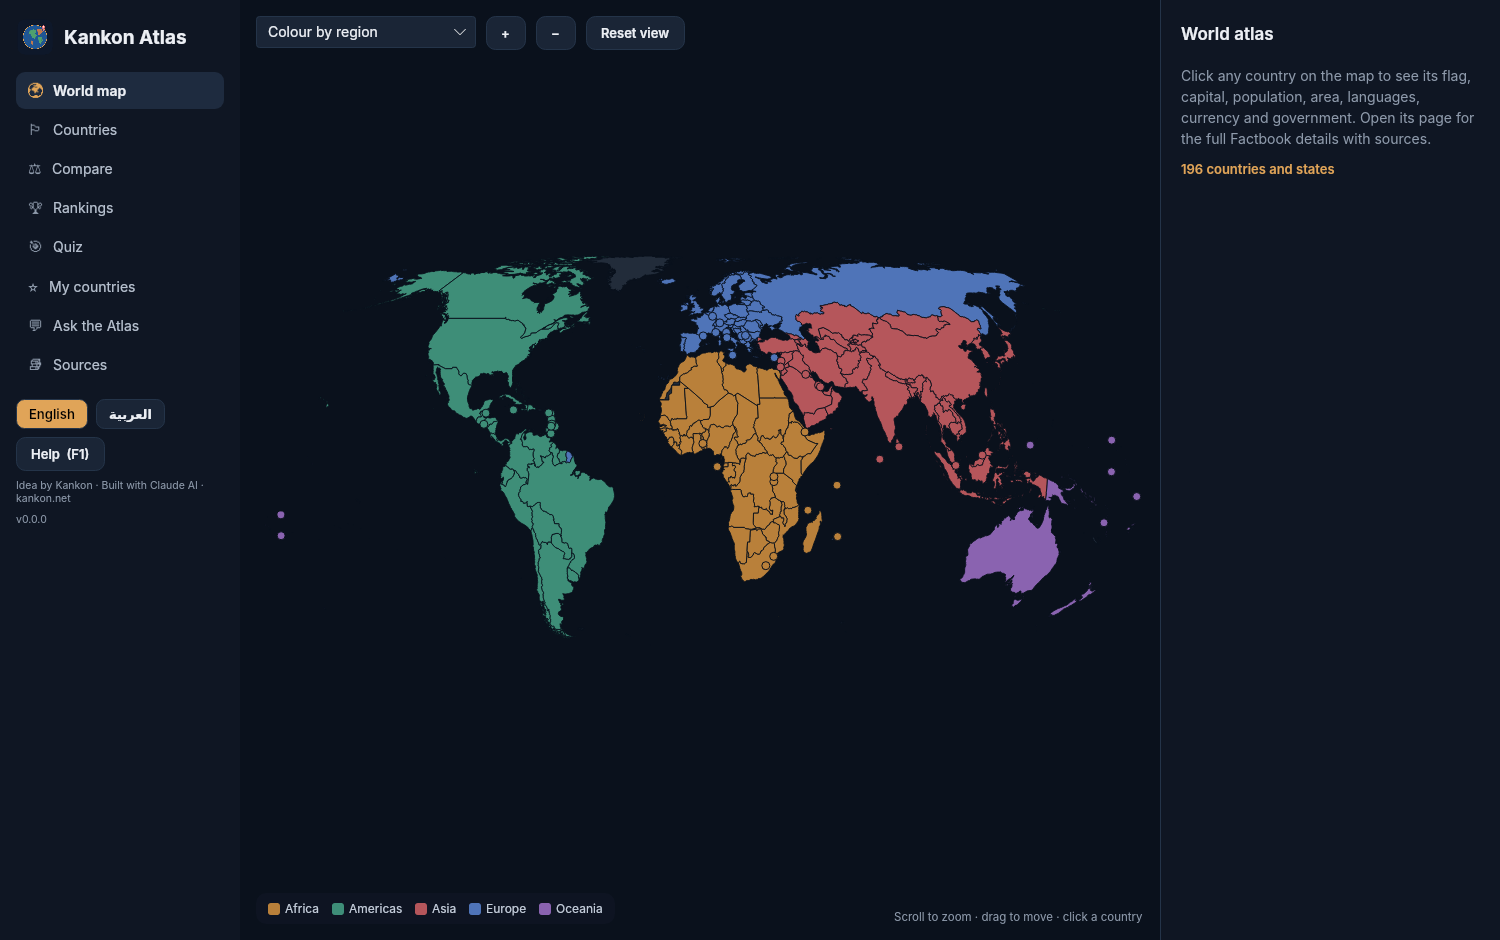 Kankon Atlas
World map
Countries
Compare
Rankings
Quiz
My countries
Ask the Atlas
Sources
English
العربية
Help (F1)
Idea by Kankon · Built with Claude AI ·
kankon.net
v0.0.0
Colour by region
+
−
Reset view
Africa
Americas
Asia
Europe
Oceania
Scroll to zoom · drag to move · click a country
World atlas
Click any country on the map to see its flag,
capital, population, area, languages,
currency and government. Open its page for
the full Factbook details with sources.
196 countries and states